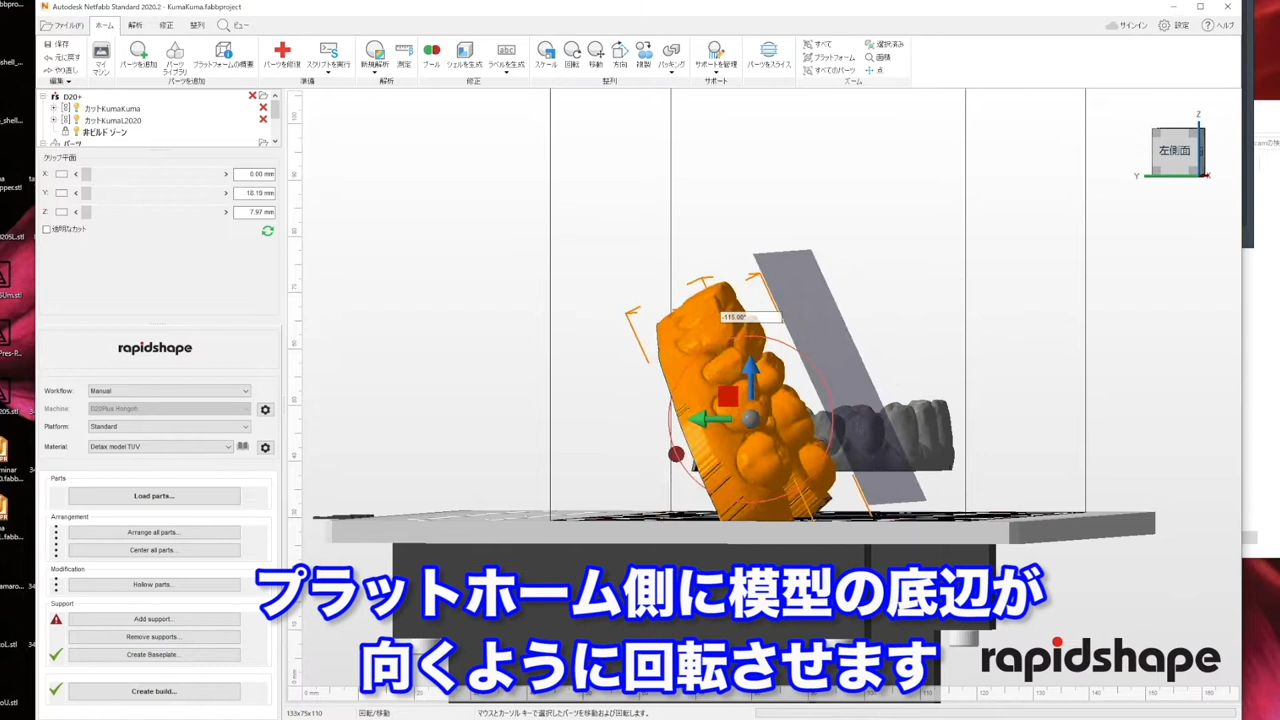 Autodesk Netfabb Standard 2020.2 - KumaKuma.fabbproject
ファイル(F)
ホーム
解析
修正
整列
ビュー
サインイン
設定
ヘルプ
保存
元に戻す
やり直し
編集
マイ
マシン
パーツを追加
パーツ
ライブラリ
プラットフォームの概要
パーツを追加
パーツを修復
スクリプトを実行
準備
新規解析
測定
解析
ブール
シェルを生成
ラベルを生成
修正
スケール
回転
移動
方向
複製
パッキング
整列
サポートを管理
サポート
パーツをスライス
すべて
プラットフォーム
すべてのパーツ
選択済み
面積
点
ズーム
D20+
カットKumaKuma
カットKumaL2020
非ビルド ゾーン
パーツ
クリップ平面
X:
0.00 mm
Y:
18.19 mm
Z:
7.97 mm
透明なカット
rapidshape
Workflow:
Manual
Machine:
D20Plus Hongoh
Platform:
Standard
Material:
Detax model TUV
Parts
Load parts...
Arrangement
Arrange all parts...
Center all parts...
Modification
Hollow parts...
Support
Add support...
Remove supports...
Create Baseplate...
Create build...
左側面
Z
Y
X
-115.00°
プラットホーム側に模型の底辺が
向くように回転させます
rapidshape
133x75x110
回転/移動
マウスとカーソル キーで選択したパーツを移動および回転します。